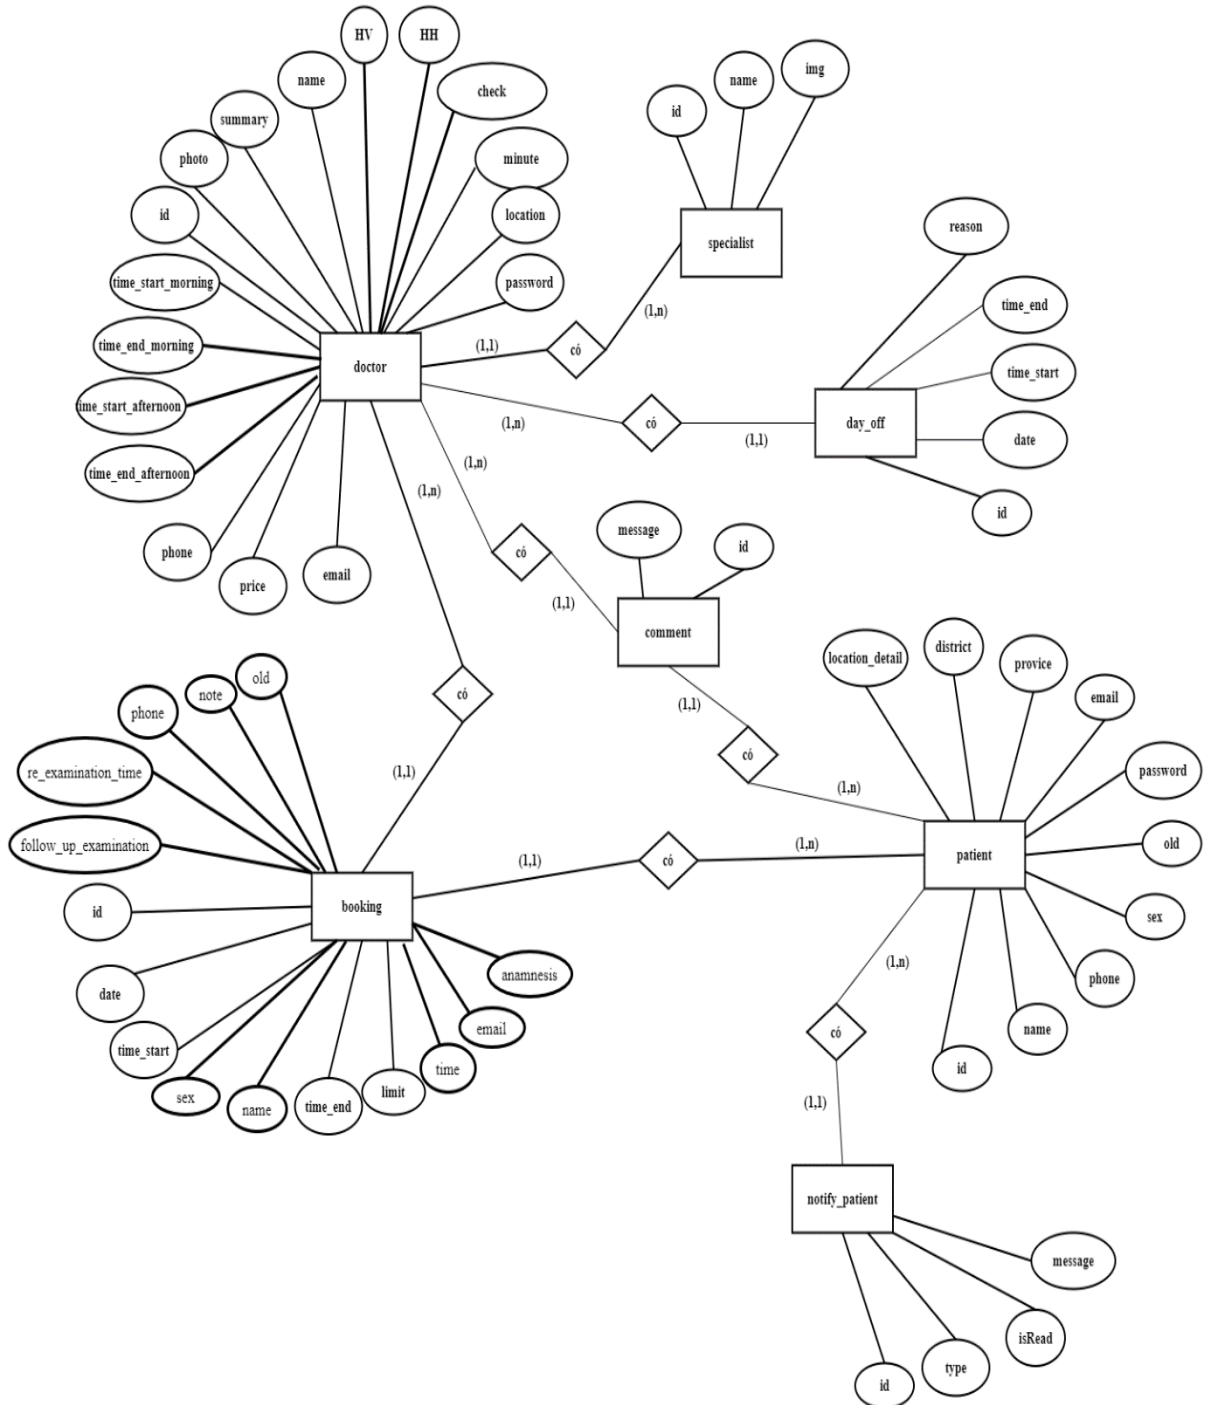 HV
HH
name
check
img
name
id
summary
minute
photo
id
location
specialist
reason
time_start_morning
password
time_end
(1,n)
time_end_morning
(1,1)
có
doctor
time_start
ime_start_afternoon
(1,n)
có
(1,1)
day_off
date
time_end_afternoon
(1,n)
(1,n)
id
message
id
phone
có
price
email
(1,1)
comment
location_detail
district
provice
email
old
note
phone
có
(1,1)
có
(1,n)
re_examination_time
(1,1)
password
follow_up_examination
(1,1)
có
(1,n)
patient
old
id
booking
sex
anamnesis
(1,n)
phone
date
email
có
name
time_start
time
id
sex
name
time_end
limit
(1,1)
notify_patient
message
isRead
type
id